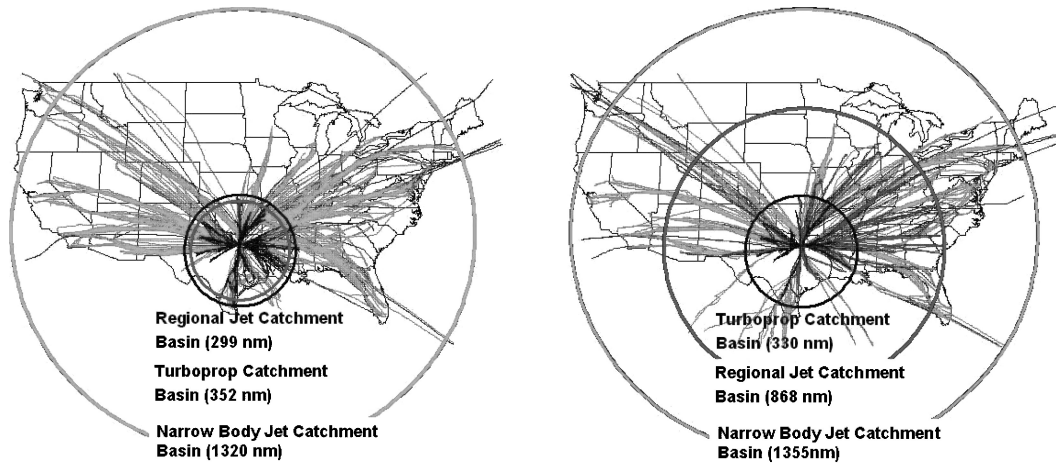 Regional Jet Catchment
Basin (299 nm)
Turboprop Catchment
Basin (352 nm)
Narrow Body Jet Catchment
Basin (1320 nm)
Turboprop Catchment
Basin (330 nm)
Regional Jet Catchment
Basin (868 nm)
Narrow Body Jet Catchment
Basin (1355nm)